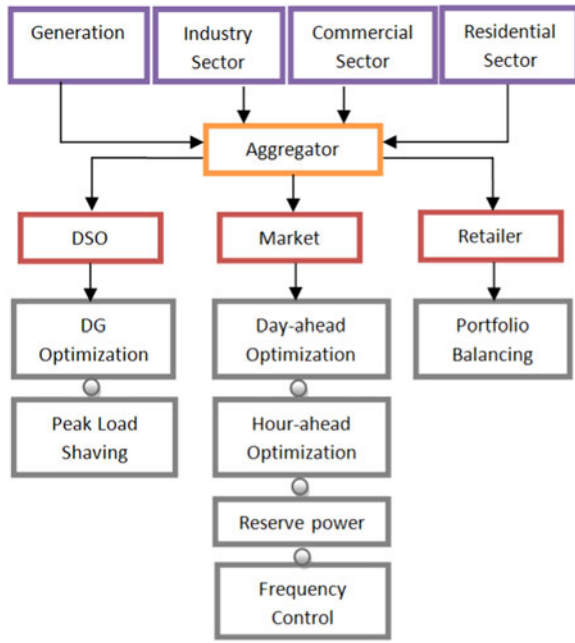 Generation
Industry
Sector
Commercial
Sector
Residential
Sector
Aggregator
DSO
Market
Retailer
DG
Optimization
Day-ahead
Optimization
Portfolio
Balancing
Peak Load
Shaving
Hour-ahead
Optimization
Reserve power
Frequency
Control